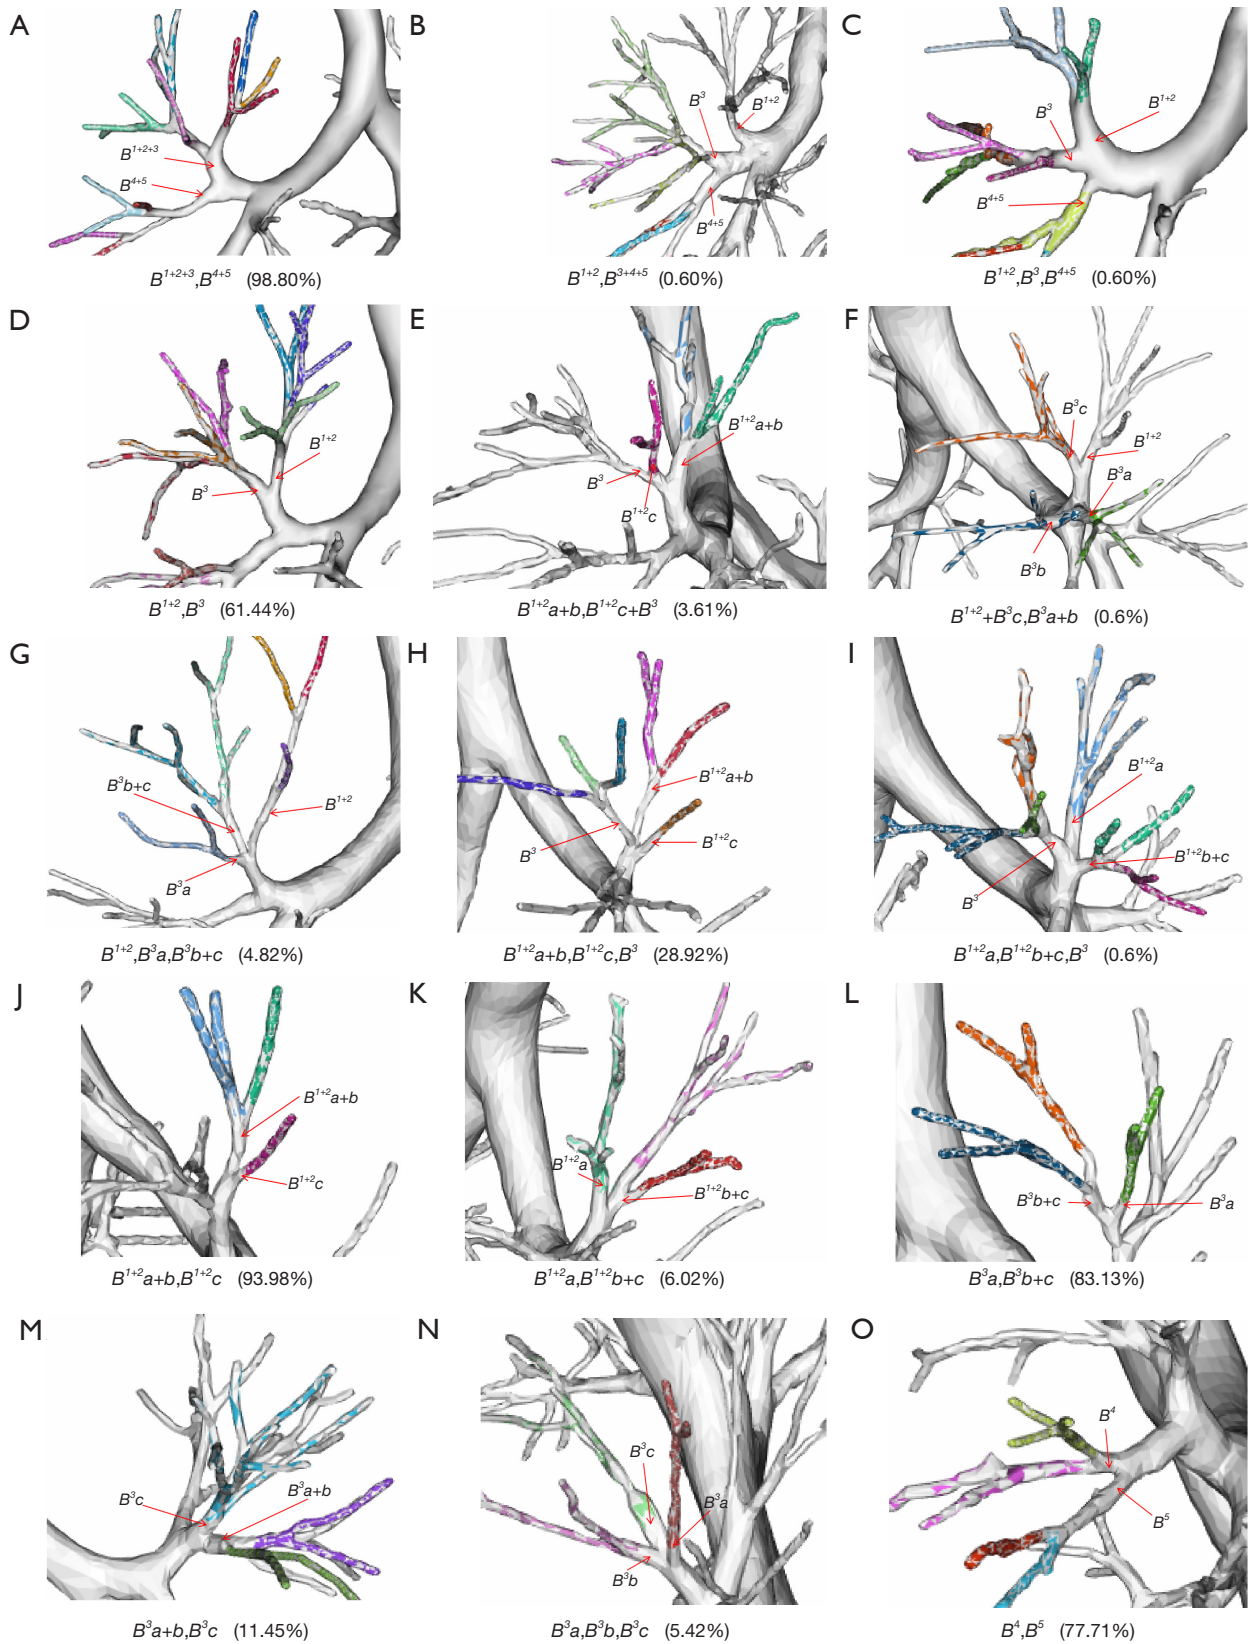 A
B
C
B1+2+3
B4+5
B3
B1+2
B4+5
B3
B1+2
B4+5
B1+2+3,B4+5 (98.80%)
B1+2,B3+4+5 (0.60%)
B1+2,B3,B4+5 (0.60%)
D
E
F
B3
B1+2
B3
B1+2c
B1+2a+b
B3c
B1+2
B3a
B3b
B1+2,B3 (61.44%)
B1+2a+b,B1+2c+B3 (3.61%)
B1+2+B3c,B3a+b (0.6%)
G
H
I
B3b+c
B1+2
B3a
B1+2a+b
B3
B1+2c
B1+2a
B1+2b+c
B3
B1+2,B3a,B3b+c (4.82%)
B1+2a+b,B1+2c,B3 (28.92%)
B1+2a,B1+2b+c,B3 (0.6%)
J
K
L
B1+2a+b
B1+2c
B1+2a
B1+2b+c
B3b+c
B3a
B1+2a+b,B1+2c (93.98%)
B1+2a,B1+2b+c (6.02%)
B3a,B3b+c (83.13%)
M
N
O
B3c
B3a+b
B3c
B3a
B3b
B4
B5
B3a+b,B3c (11.45%)
B3a,B3b,B3c (5.42%)
B4,B5 (77.71%)